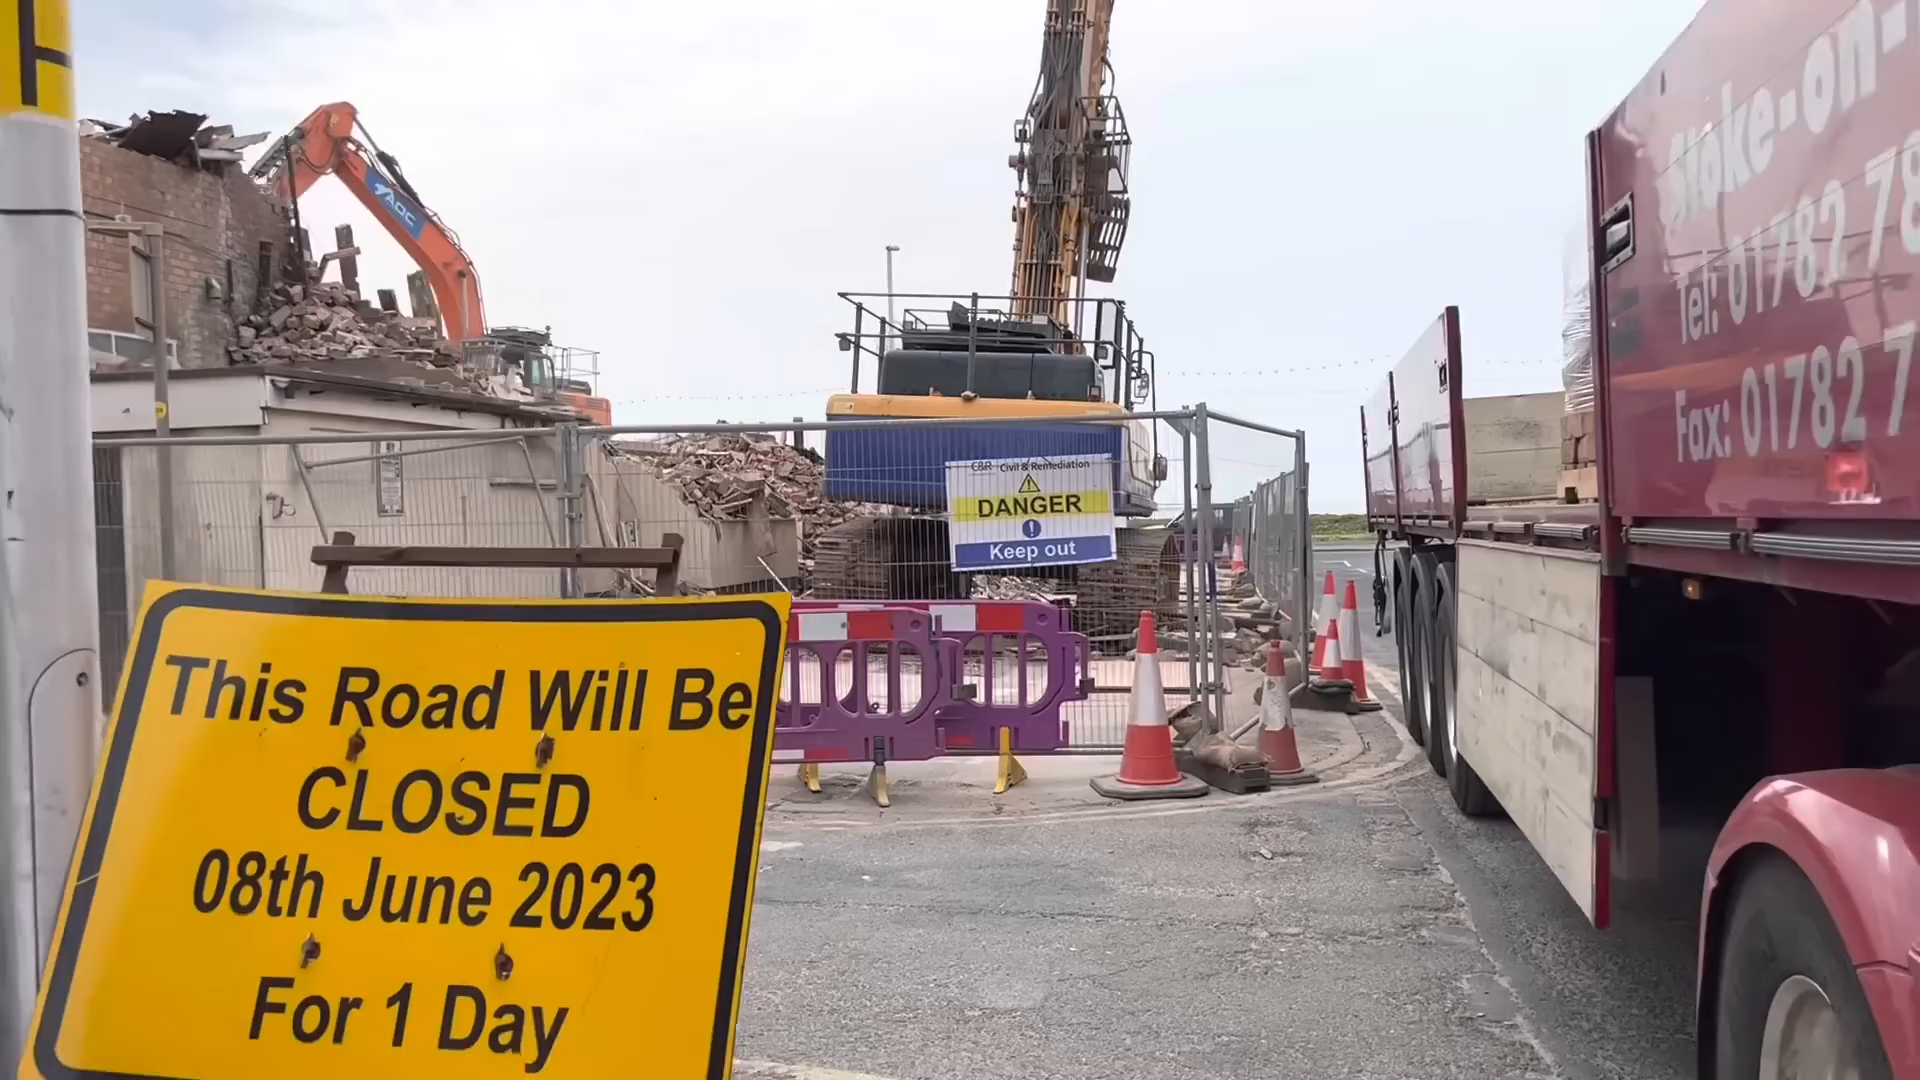 This Road Will Be
CLOSED
08th June 2023
For 1 Day
AOC
C&R Civil & Remediation
DANGER
Keep out
Stoke-on-
Tel: 01782 78
Fax: 01782 7